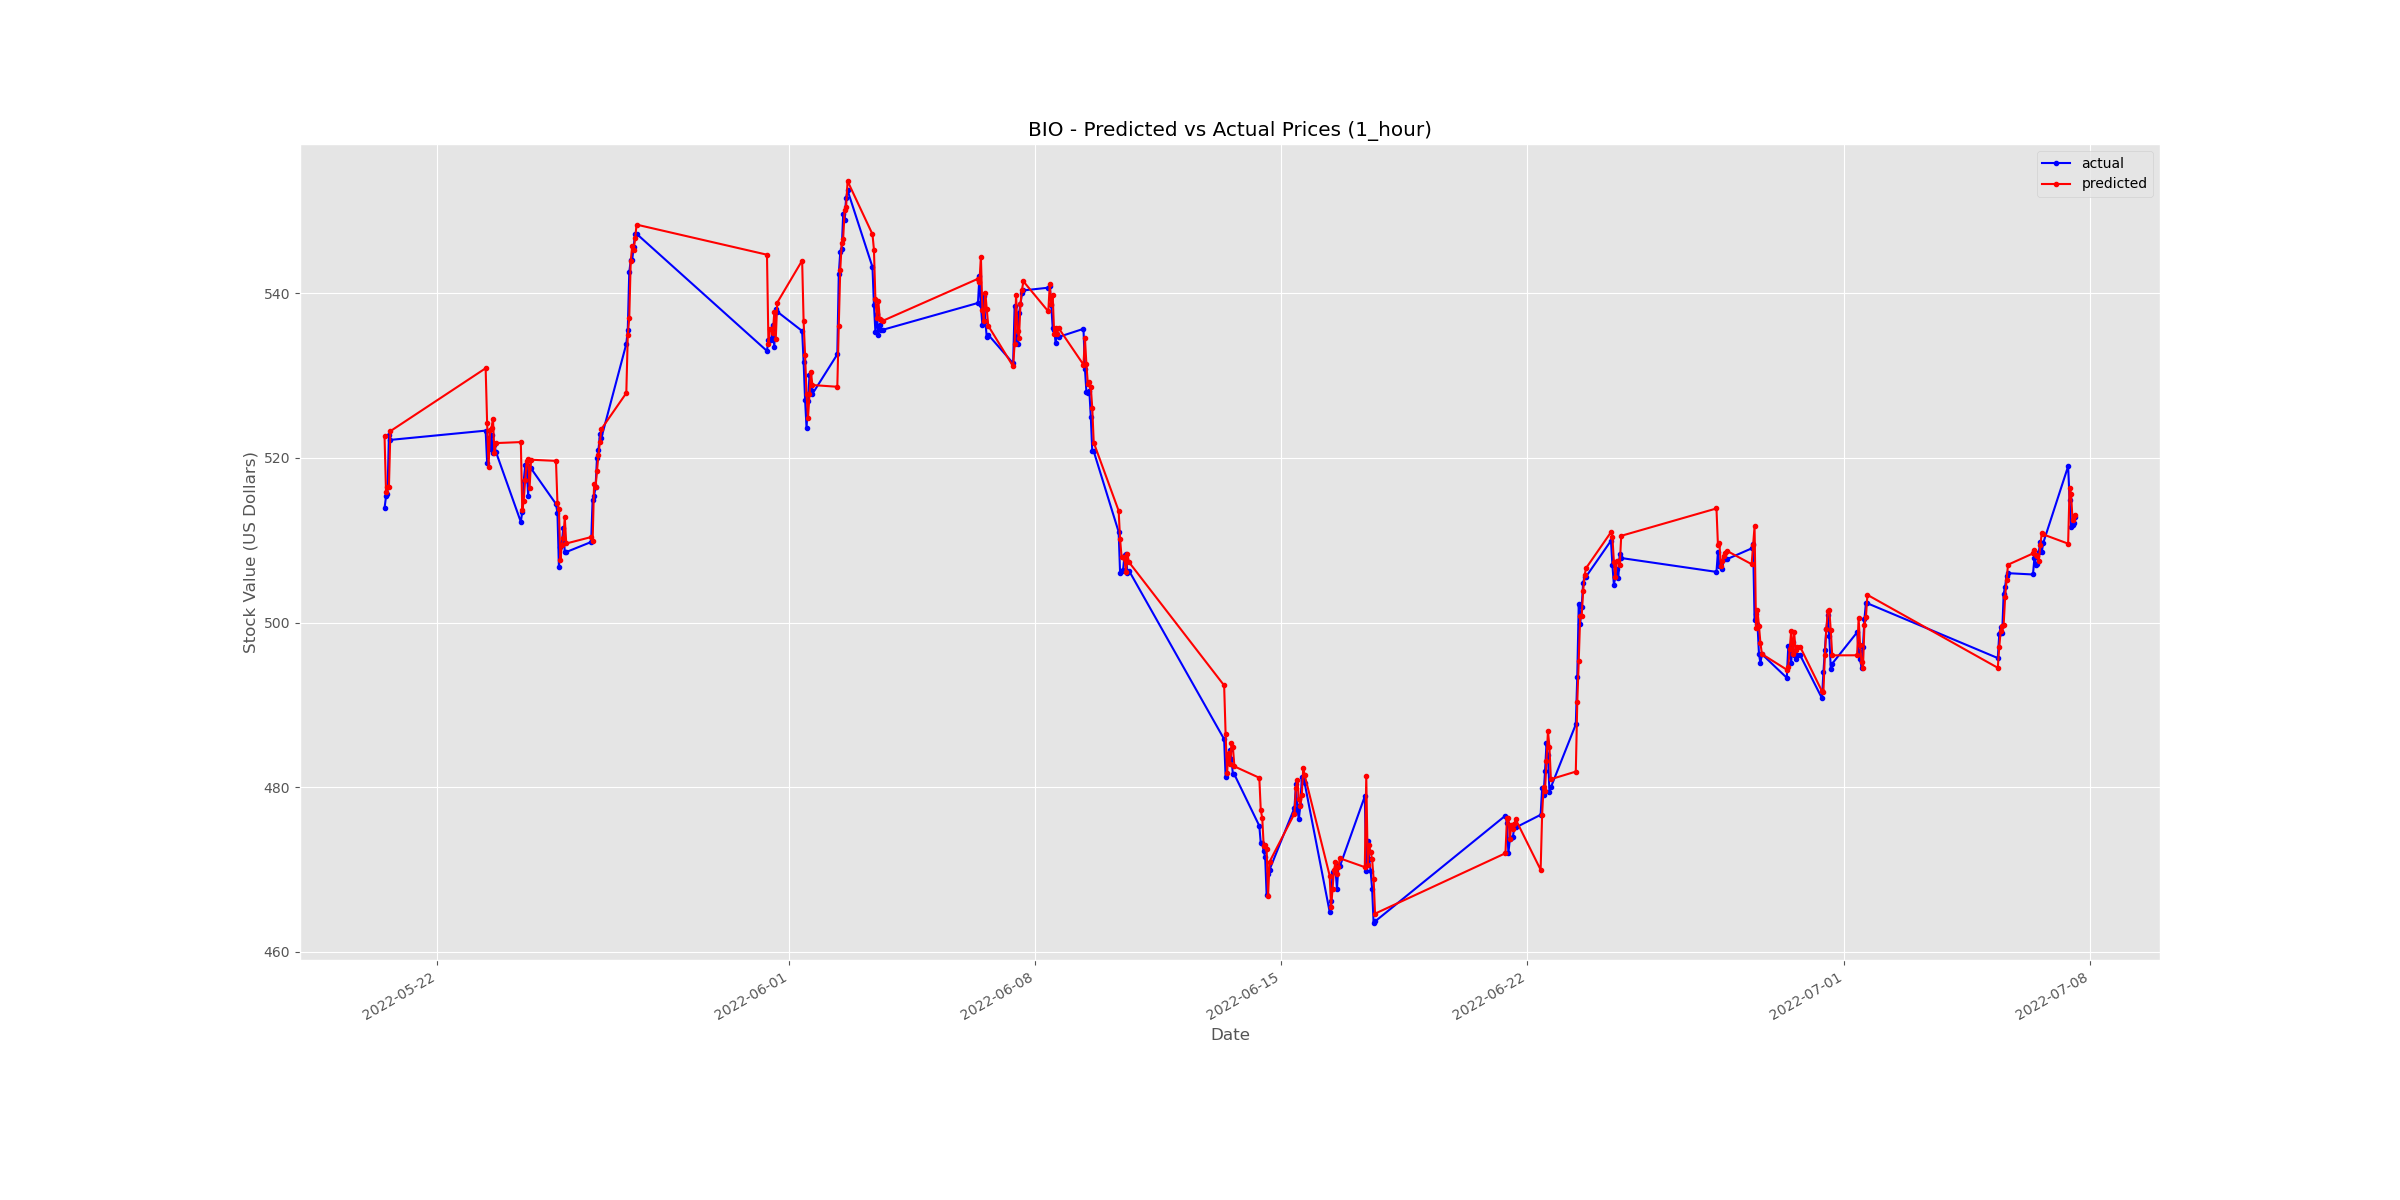 BIO - Predicted vs Actual Prices (1_hour)
actual
predicted
Stock Value (US Dollars)
540
520
500
480
460
2022-05-22
2022-06-01
2022-06-08
2022-06-15
2022-06-22
2022-07-01
2022-07-08
Date